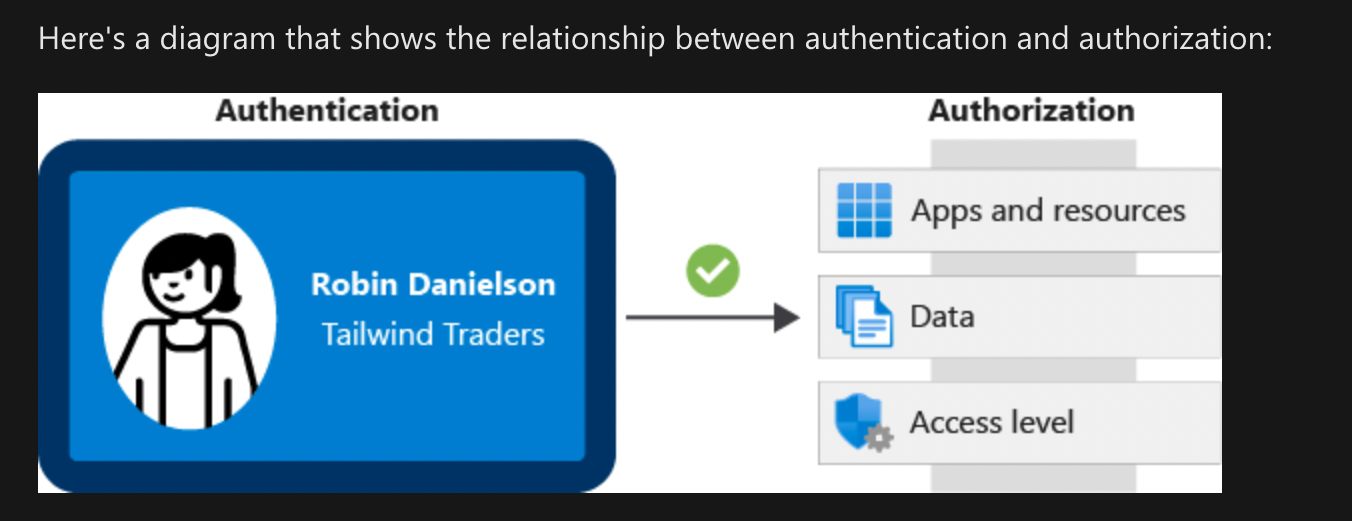 Here's a diagram that shows the relationship between authentication and authorization:
Authentication
Authorization
Robin Danielson
Tailwind Traders
Apps and resources
Data
Access level